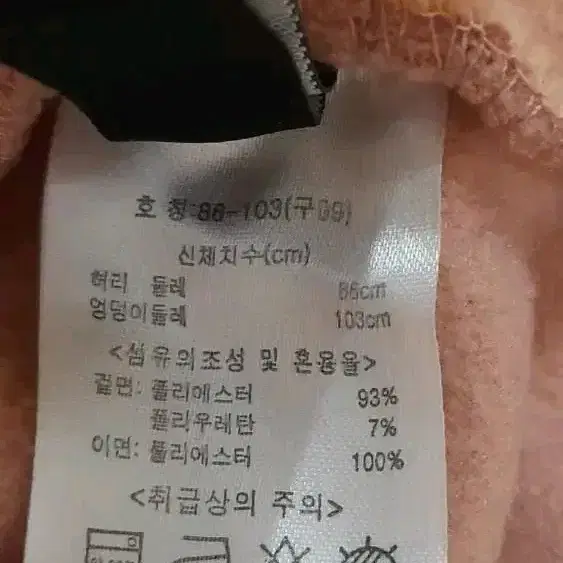 호 칭:86-103(구99)
신체치수(cm)
허리 둘레 86cm
엉덩이둘레 103cm
<섬유의조성 및 혼용율>
겉면: 폴리에스터 93%
폴리우레탄 7%
이면: 폴리에스터 100%
<취급상의 주의>